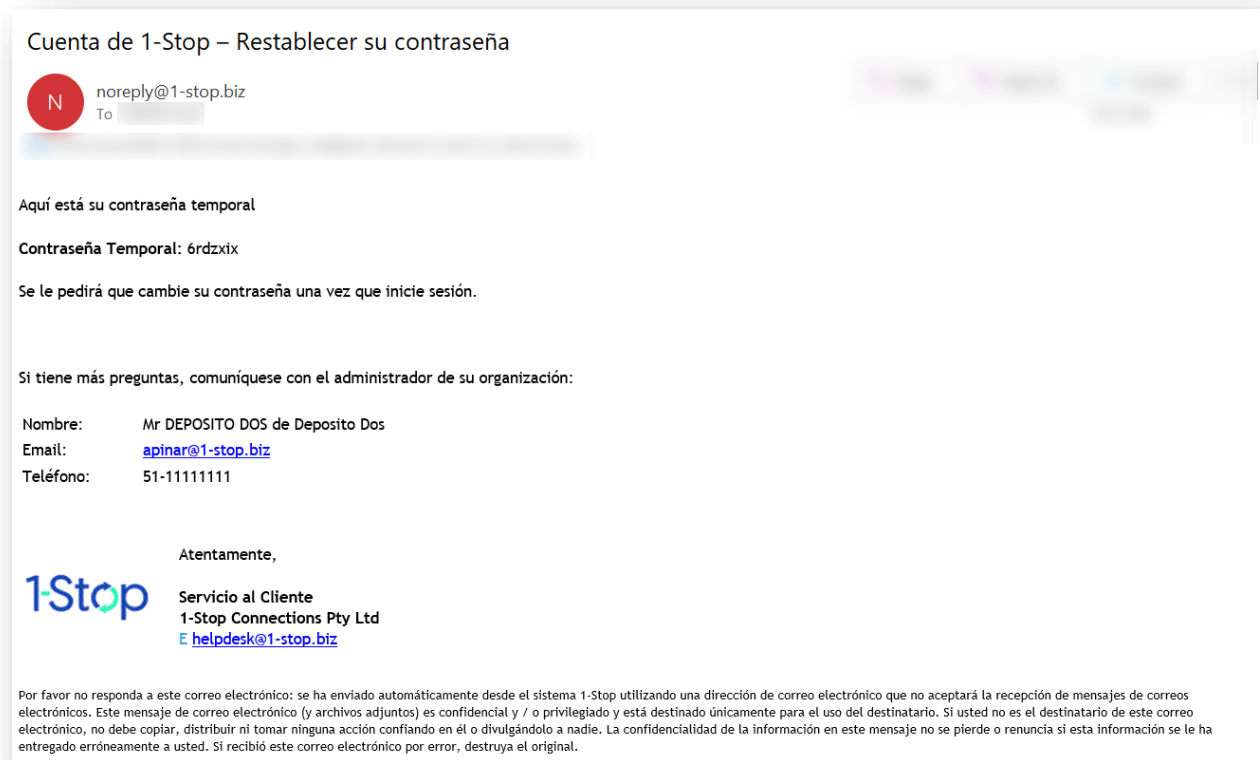 Cuenta de 1-Stop – Restablecer su contraseña
N
noreply@1-stop.biz
To
Aquí está su contraseña temporal
Contraseña Temporal: 6rdzxix
Se le pedirá que cambie su contraseña una vez que inicie sesión.
Si tiene más preguntas, comuníquese con el administrador de su organización:
Nombre: Mr DEPOSITO DOS de Deposito Dos
Email: apinar@1-stop.biz
Teléfono: 51-11111111
Atentamente,
1-Stop
Servicio al Cliente
1-Stop Connections Pty Ltd
E helpdesk@1-stop.biz
Por favor no responda a este correo electrónico: se ha enviado automáticamente desde el sistema 1-Stop utilizando una dirección de correo electrónico que no aceptará la recepción de mensajes de correos
electrónicos. Este mensaje de correo electrónico (y archivos adjuntos) es confidencial y / o privilegiado y está destinado únicamente para el uso del destinatario. Si usted no es el destinatario de este correo
electrónico, no debe copiar, distribuir ni tomar ninguna acción confiando en él o divulgándolo a nadie. La confidencialidad de la información en este mensaje no se pierde o renuncia si esta información se le ha
entregado erróneamente a usted. Si recibió este correo electrónico por error, destruya el original.